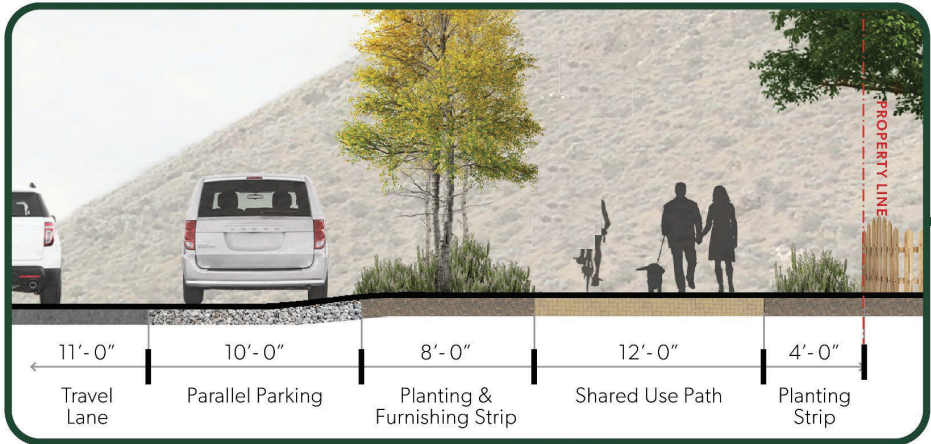 PROPERTY LINE
11’- 0”
10’- 0”
8’- 0”
12’- 0”
4’- 0”
Travel
Lane
Parallel Parking
Planting &
Furnishing Strip
Shared Use Path
Planting
Strip